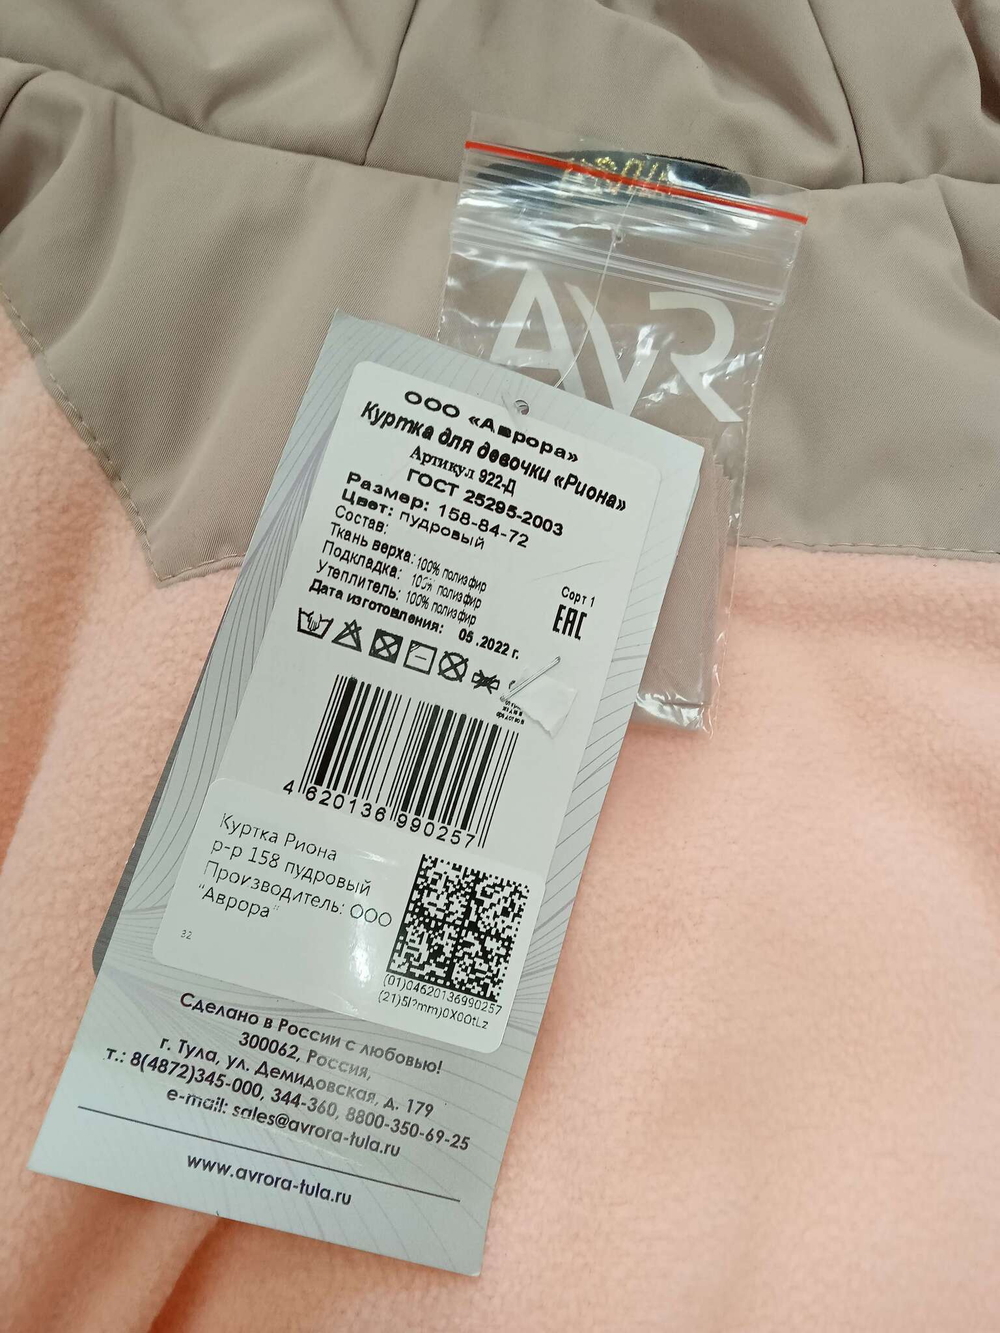 AVR
ООО «Аврора»
Куртка для девочки «Риона»
Артикул 922-Д
ГОСТ 25295-2003
Размер: 158-84-72
Цвет: пудровый
Состав:
Ткань верха: 100% полиэфир
Подкладка: 100% полиэфир
Утеплитель: 100% полиэфир
Дата изготовления: 05 .2022 г.
Сорт 1
EAC
4 620136 990257
Куртка Риона
р-р 158 пудровый
Производитель: ООО
"Аврора"
32
(01)04620136990257
(21)5I?mm)0X0OtLz
Сделано в России с любовью!
300062, Россия,
г. Тула, ул. Демидовская, д. 179
т.: 8(4872)345-000, 344-360, 8800-350-69-25
e-mail: sales@avrora-tula.ru
www.avrora-tula.ru